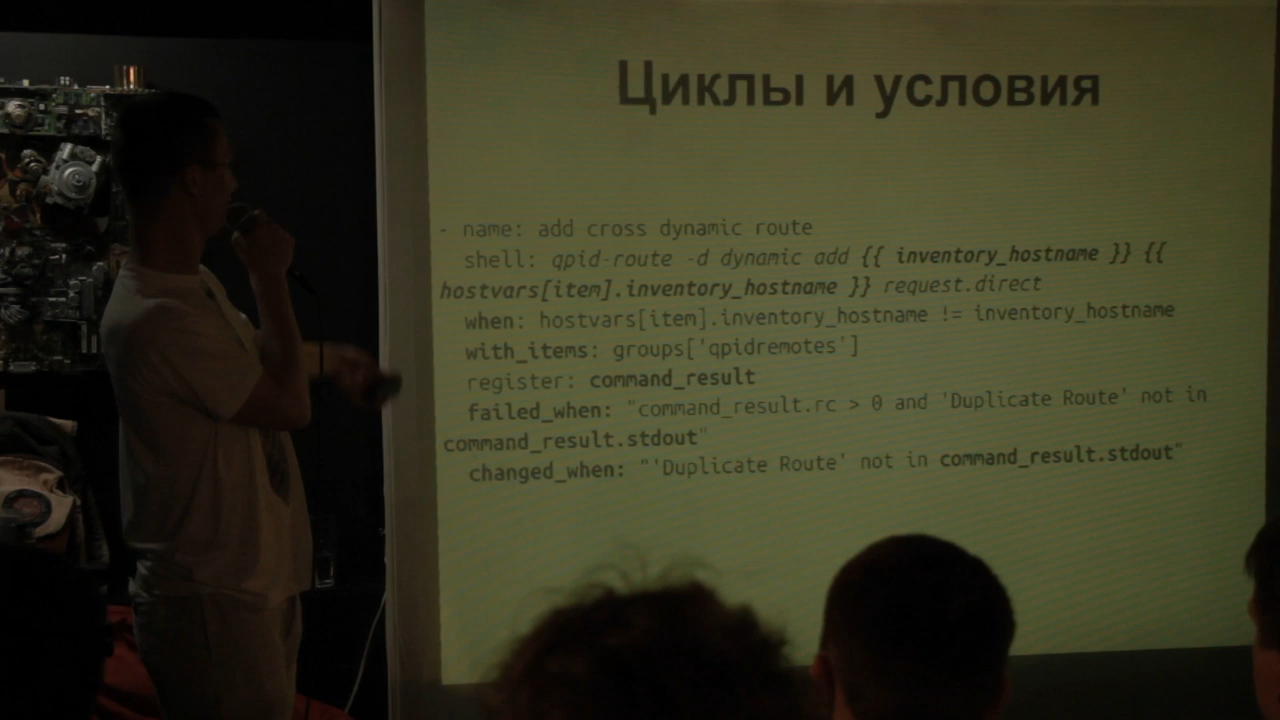 Циклы и условия
- name: add cross dynamic route
shell: qpid-route -d dynamic add {{ inventory_hostname }} {{
hostvars[item].inventory_hostname }} request.direct
when: hostvars[item].inventory_hostname != inventory_hostname
with_items: groups['qpidremotes']
register: command_result
failed_when: "command_result.rc > 0 and 'Duplicate Route' not in
command_result.stdout"
changed_when: "'Duplicate Route' not in command_result.stdout"